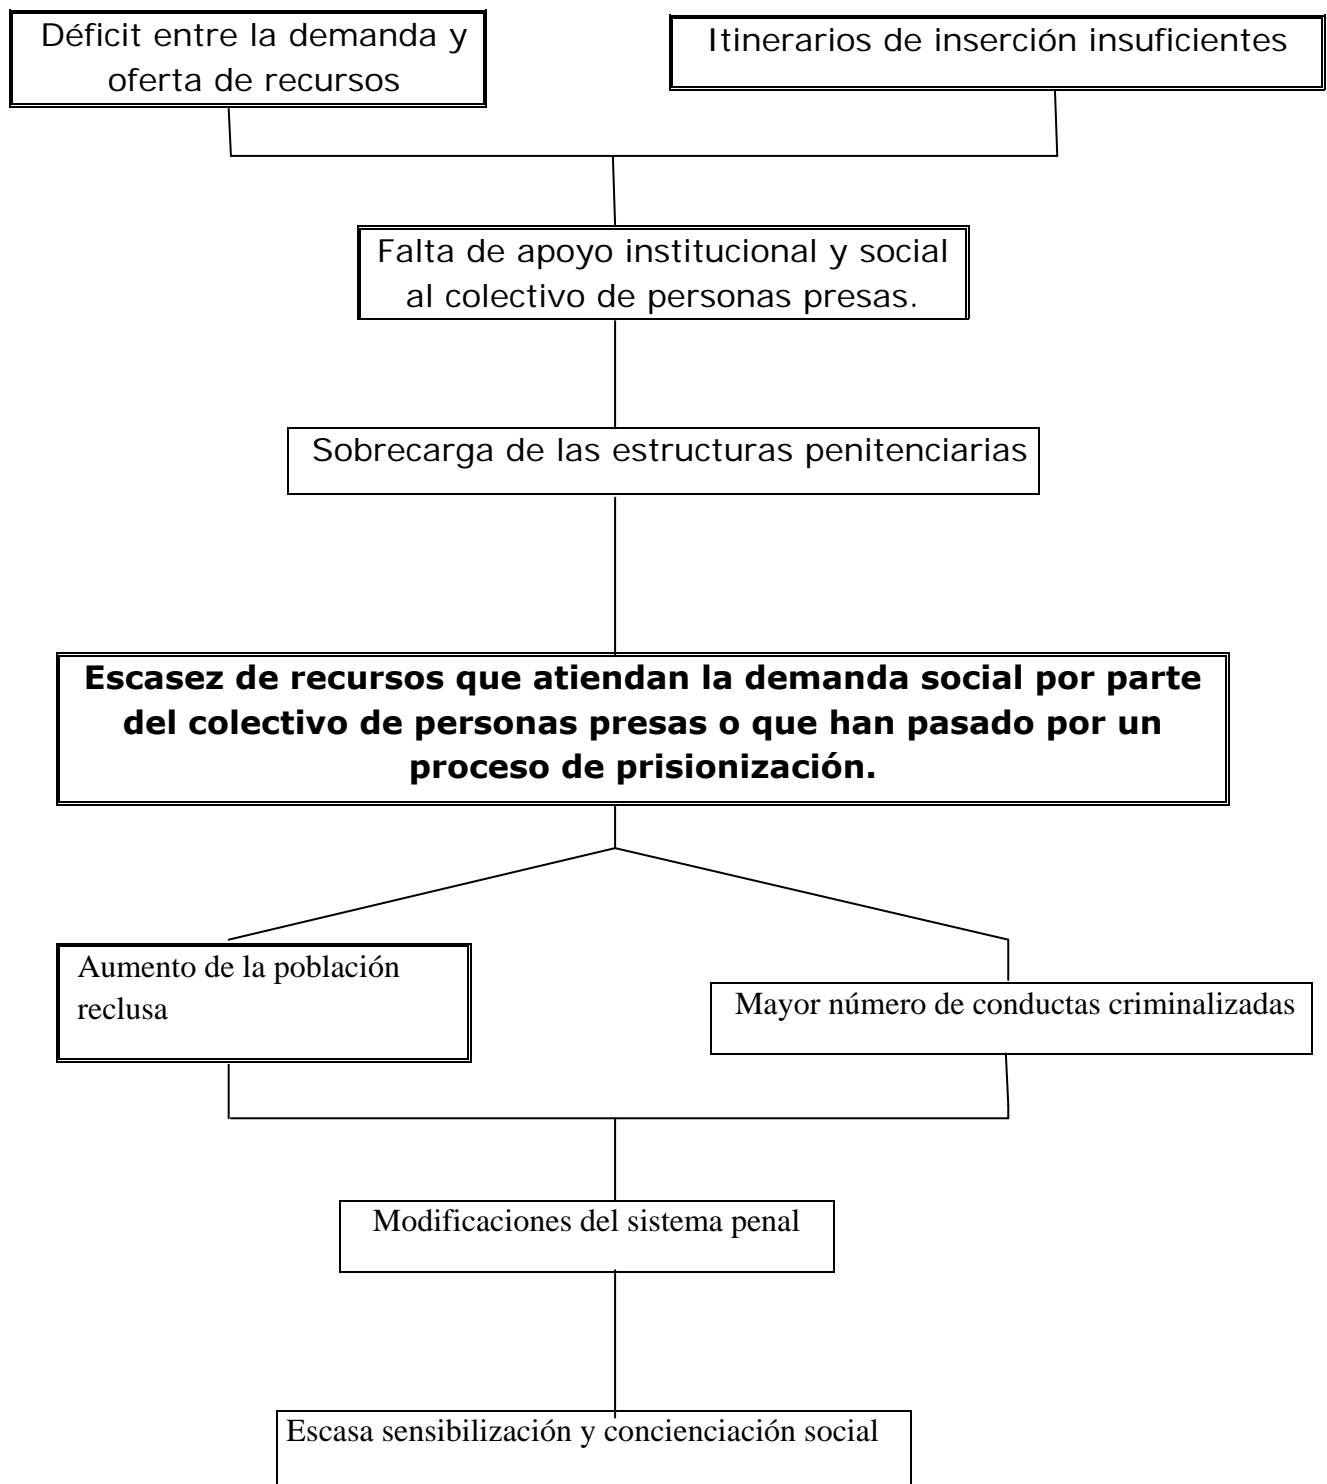 Déficit entre la demanda y
oferta de recursos
Itinerarios de inserción insuficientes
Falta de apoyo institucional y social
al colectivo de personas presas.
Sobrecarga de las estructuras penitenciarias
Escasez de recursos que atiendan la demanda social por parte
del colectivo de personas presas o que han pasado por un
proceso de prisionización.
Aumento de la población
reclusa
Mayor número de conductas criminalizadas
Modificaciones del sistema penal
Escasa sensibilización y concienciación social